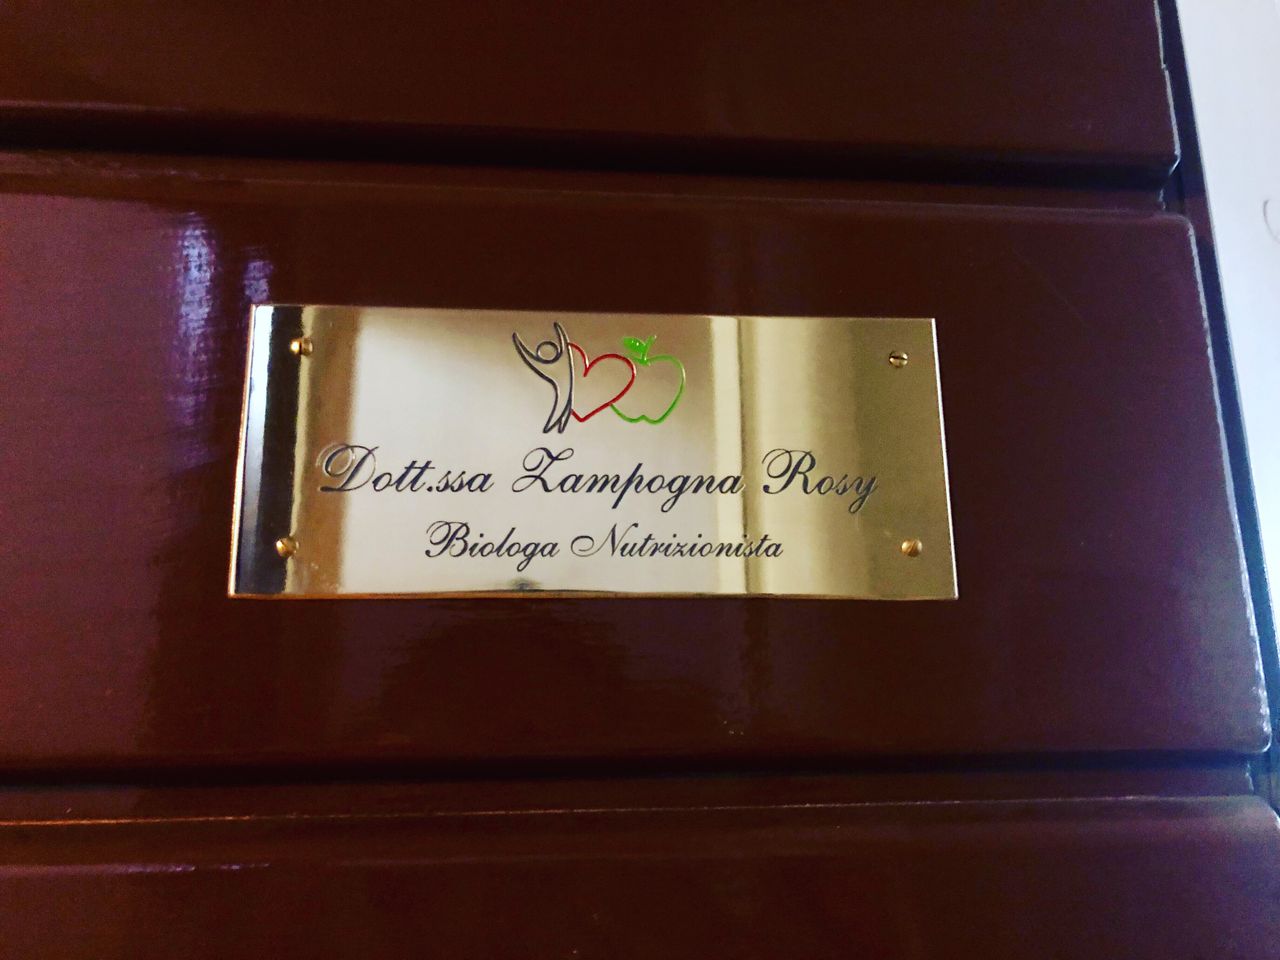 Dott.ssa Zampogna Rosy
Biologa Nutrizionista